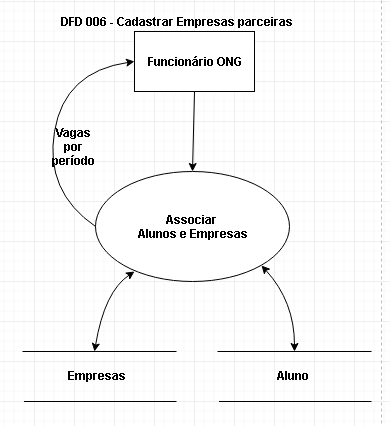 DFD 006 - Cadastrar Empresas parceiras
Funcionário ONG
Vagas
por
período
Associar
Alunos e Empresas
Empresas
Aluno